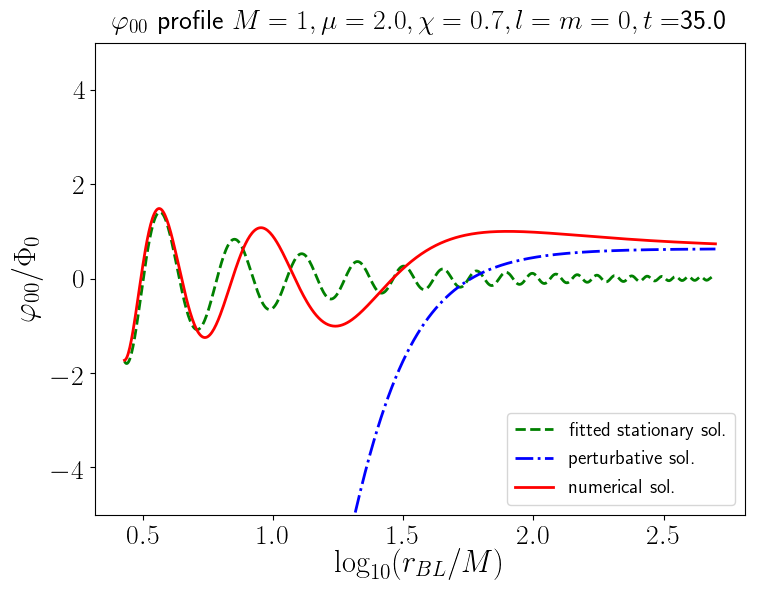 φ₀₀ profile M = 1, μ = 2.0, χ = 0.7, l = m = 0, t =35.0
φ₀₀/Φ₀
4
2
0
−2
−4
fitted stationary sol.
perturbative sol.
numerical sol.
0.5 1.0 1.5 2.0 2.5
log₁₀(r_BL/M)